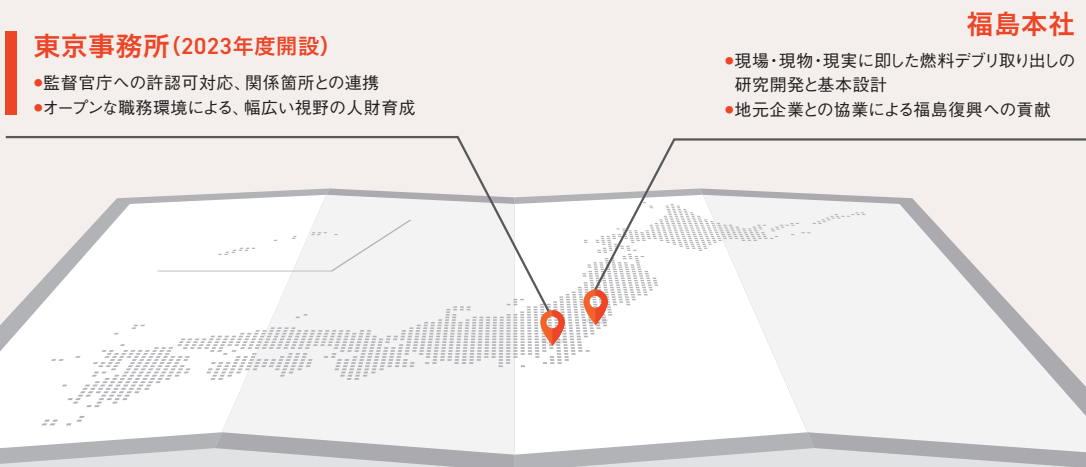 東京事務所(2023年度開設)
●監督官庁への許認可対応、関係箇所との連携
●オープンな職務環境による、幅広い視野の人財育成
福島本社
●現場・現物・現実に即した燃料デブリ取り出しの
研究開発と基本設計
●地元企業との協業による福島復興への貢献